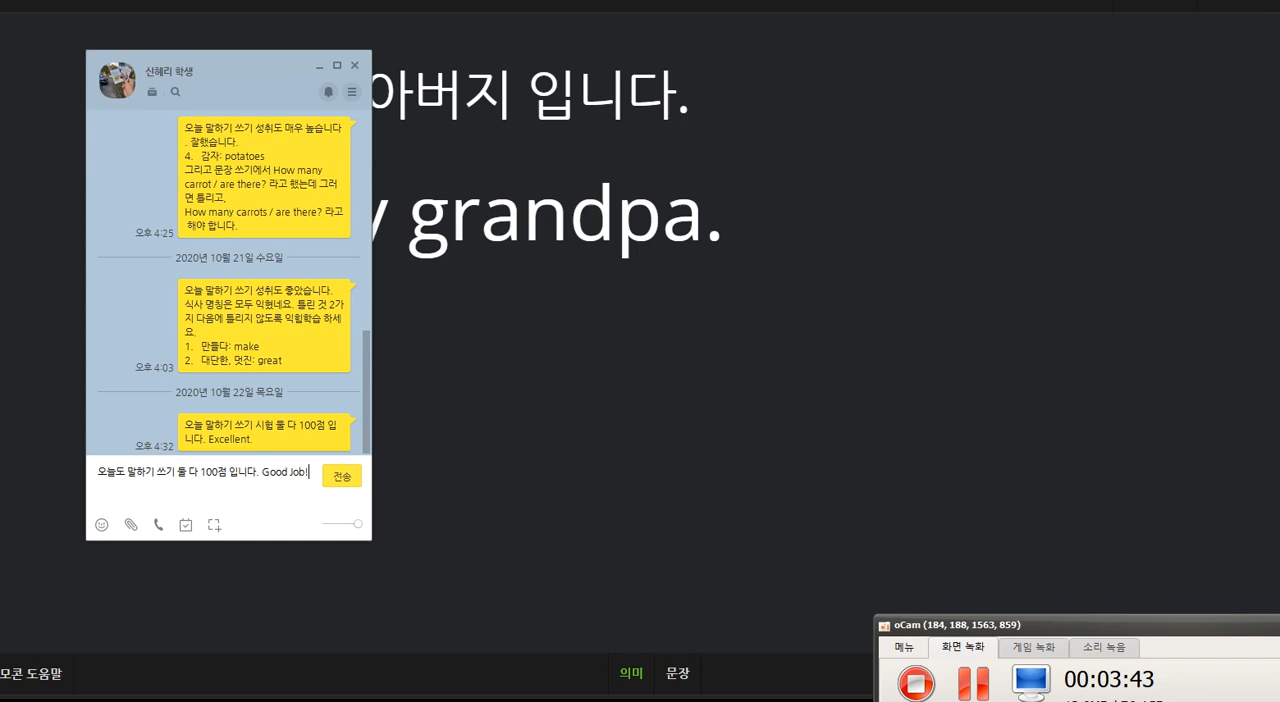 신혜리 학생
아버지 입니다.
오늘 말하기 쓰기 성취도 매우 높습니다
. 잘했습니다.
4. 감자: potatoes
그리고 문장 쓰기에서 How many
carrot / are there? 라고 했는데 그러
면 틀리고,
How many carrots / are there? 라고
해야 합니다.
오후 4:25
y grandpa.
2020년 10월 21일 수요일
오늘 말하기 쓰기 성취도 좋았습니다.
식사 명칭은 모두 익혔네요. 틀린 것 2가
지 다음에 틀리지 않도록 익힘학습 하세
요.
1. 만들다: make
2. 대단한, 멋진: great
오후 4:03
2020년 10월 22일 목요일
오늘 말하기 쓰기 시험 둘 다 100점 입
니다. Excellent.
오후 4:32
오늘도 말하기 쓰기 둘 다 100점 입니다. Good Job!
전송
모콘 도움말
의미
문장
oCam (184, 188, 1563, 859)
메뉴
화면 녹화
게임 녹화
소리 녹음
00:03:43